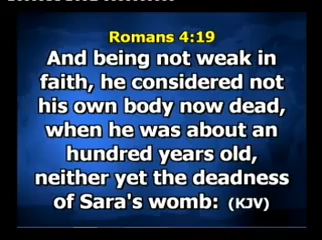 Romans 4:19
And being not weak in
faith, he considered not
his own body now dead,
when he was about an
hundred years old,
neither yet the deadness
of Sara's womb: (KJV)